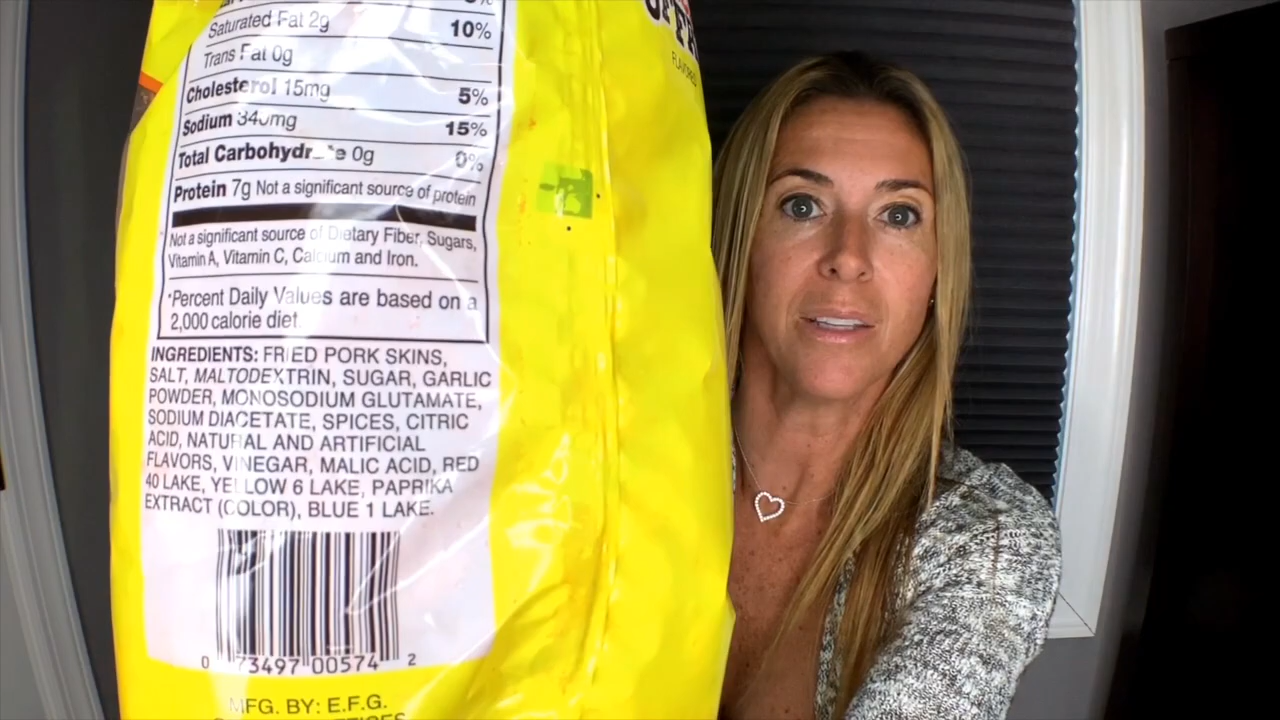 Saturated Fat 2g 10%
Trans Fat 0g
Cholesterol 15mg 5%
Sodium 340mg 15%
Total Carbohydrate 0g 0%
Protein 7g Not a significant source of protein
Not a significant source of Dietary Fiber, Sugars,
Vitamin A, Vitamin C, Calcium and Iron.
*Percent Daily Values are based on a
2,000 calorie diet.
INGREDIENTS: FRIED PORK SKINS,
SALT, MALTODEXTRIN, SUGAR, GARLIC
POWDER, MONOSODIUM GLUTAMATE,
SODIUM DIACETATE, SPICES, CITRIC
ACID, NATURAL AND ARTIFICIAL
FLAVORS, VINEGAR, MALIC ACID, RED
40 LAKE, YELLOW 6 LAKE, PAPRIKA
EXTRACT (COLOR), BLUE 1 LAKE.
0 73497 00574 2
MFG. BY: E.F.G.